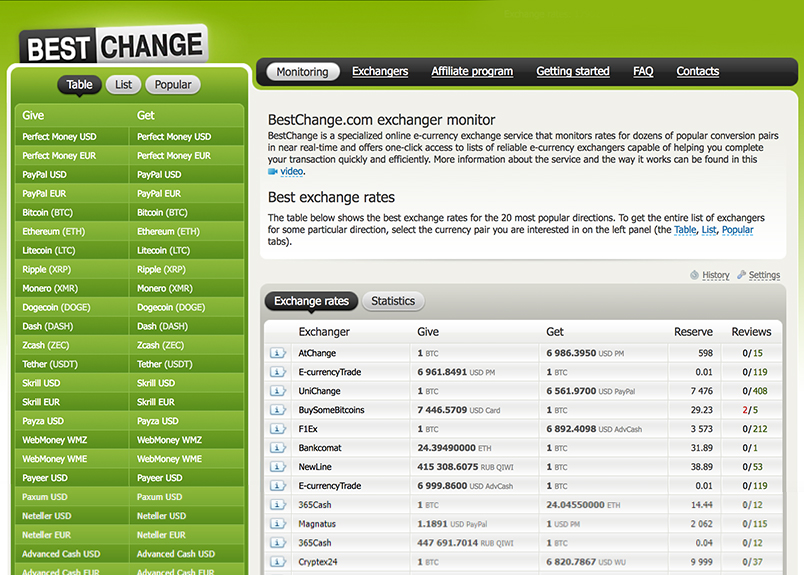 BESTCHANGE
Monitoring Exchangers Affiliate program Getting started FAQ Contacts
Table List Popular
Give Get
Perfect Money USD Perfect Money USD
Perfect Money EUR Perfect Money EUR
PayPal USD PayPal USD
PayPal EUR PayPal EUR
Bitcoin (BTC) Bitcoin (BTC)
Ethereum (ETH) Ethereum (ETH)
Litecoin (LTC) Litecoin (LTC)
Ripple (XRP) Ripple (XRP)
Monero (XMR) Monero (XMR)
Dogecoin (DOGE) Dogecoin (DOGE)
Dash (DASH) Dash (DASH)
Zcash (ZEC) Zcash (ZEC)
Tether (USDT) Tether (USDT)
Skrill USD Skrill USD
Skrill EUR Skrill EUR
Payza USD Payza USD
WebMoney WMZ WebMoney WMZ
WebMoney WME WebMoney WME
Payeer USD Payeer USD
Paxum USD Paxum USD
Neteller USD Neteller USD
Neteller EUR Neteller EUR
Advanced Cash USD Advanced Cash USD
Advanced Cash EUR Advanced Cash EUR
BestChange.com exchanger monitor
BestChange is a specialized online e-currency exchange service that monitors rates for dozens of popular conversion pairs
in near real-time and offers one-click access to lists of reliable e-currency exchangers capable of helping you complete
your transaction quickly and efficiently. More information about the service and the way it works can be found in this
video.
Best exchange rates
The table below shows the best exchange rates for the 20 most popular directions. To get the entire list of exchangers
for some particular direction, select the currency pair you are interested in on the left panel (the Table, List, Popular
tabs).
History Settings
Exchange rates Statistics
Exchanger Give Get Reserve Reviews
AtChange 1 BTC 6 986.3950 USD PM 598 0/15
E-currencyTrade 6 961.8491 USD PM 1 BTC 0.01 0/119
UniChange 1 BTC 6 561.9700 USD PayPal 7 476 0/408
BuySomeBitcoins 7 446.5709 USD Card 1 BTC 29.23 2/5
F1Ex 1 BTC 6 892.4098 USD AdvCash 3 573 0/212
Bankcomat 24.39490000 ETH 1 BTC 31.89 0/1
NewLine 415 308.6075 RUB QIWI 1 BTC 38.89 0/53
E-currencyTrade 6 999.8600 USD AdvCash 1 BTC 0.01 0/119
365Cash 1 BTC 24.04550000 ETH 14.44 0/12
Magnatus 1.1891 USD PayPal 1 USD PM 2 062 0/115
365Cash 447 691.7014 RUB QIWI 1 BTC 0.04 0/12
Cryptex24 1 BTC 6 820.7867 USD WU 9 999 0/37